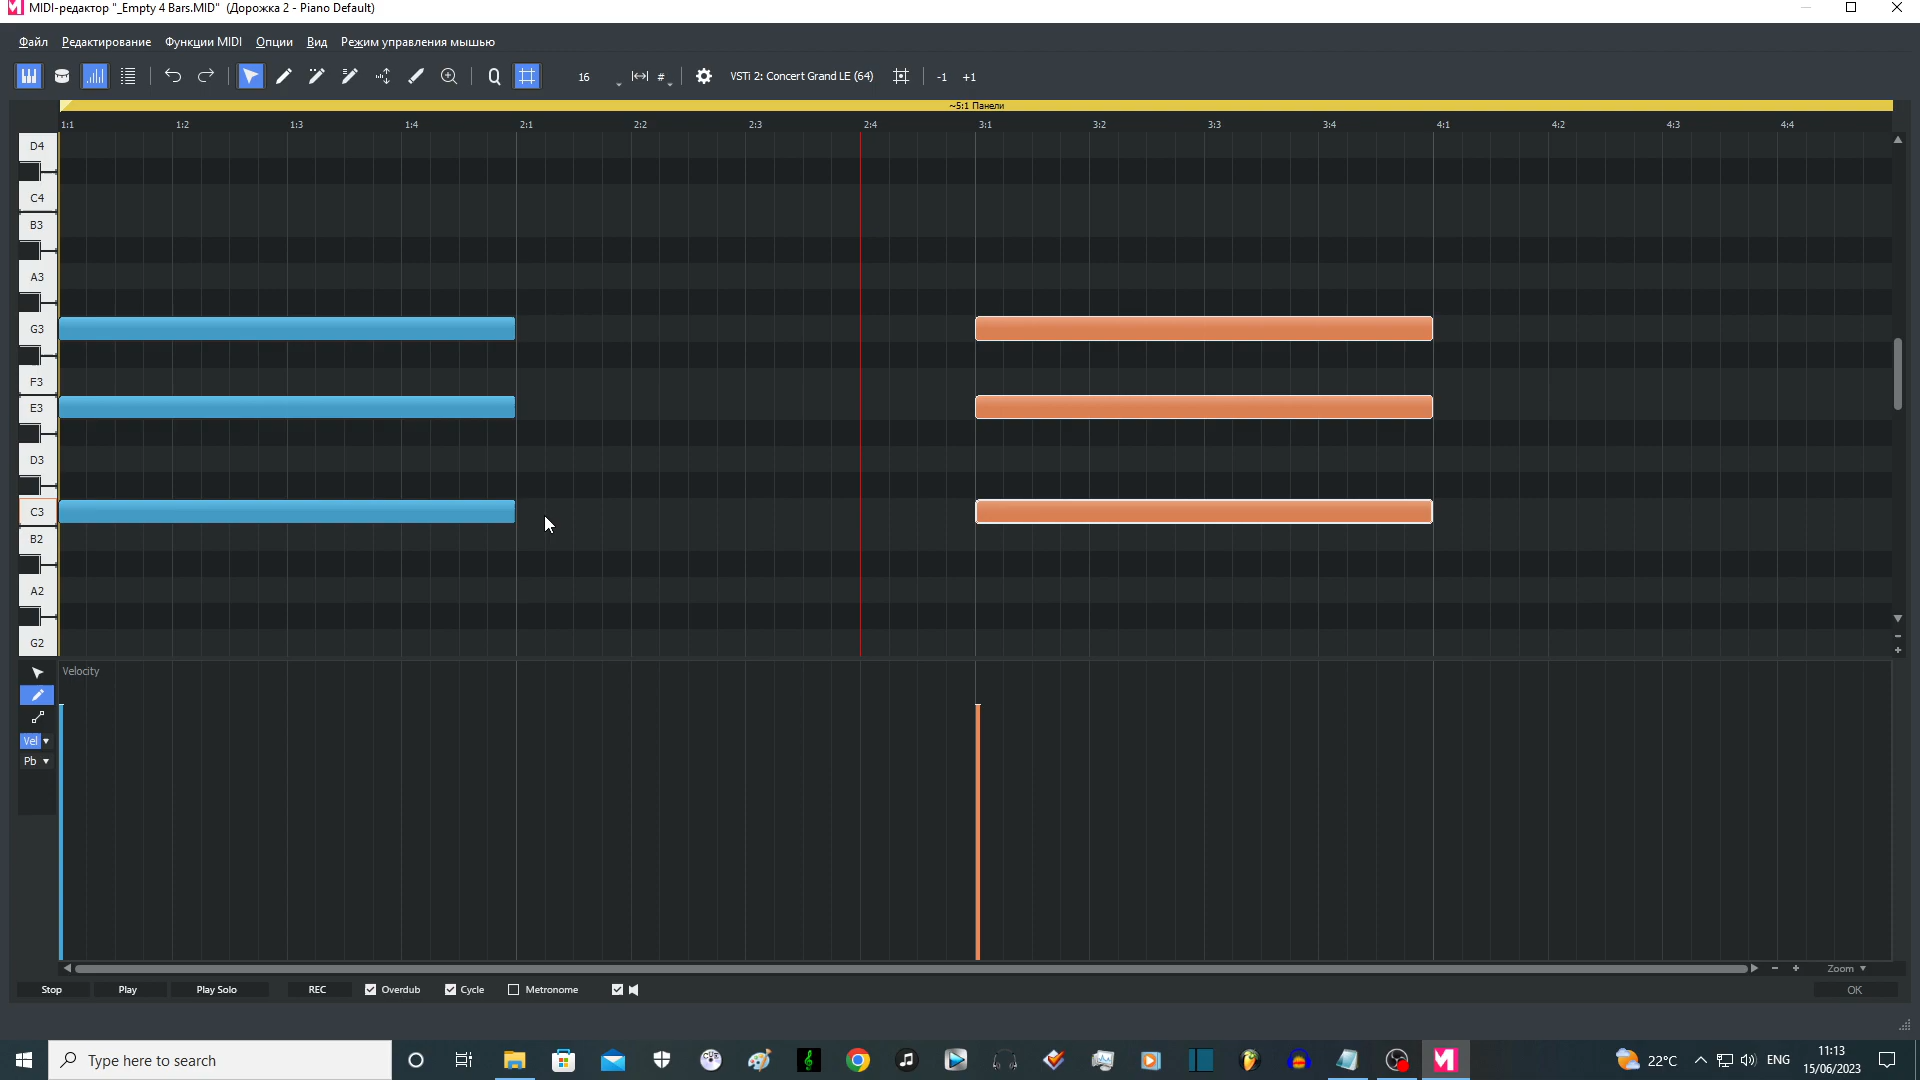 MIDI-редактор "_Empty 4 Bars.MID" (Дорожка 2 - Piano Default)
Файл Редактирование Функции MIDI Опции Вид Режим управления мышью
16 # VSTi 2: Concert Grand LE (64) -1 +1
~5:1 Панели
1:1 1:2 1:3 1:4 2:1 2:2 2:3 2:4 3:1 3:2 3:3 3:4 4:1 4:2 4:3 4:4
D4
C4
B3
A3
G3
F3
E3
D3
C3
B2
A2
G2
Velocity
Vel
Pb
Zoom
Stop Play Play Solo REC Overdub Cycle Metronome OK
Type here to search
22°C ENG
11:13
15/06/2023